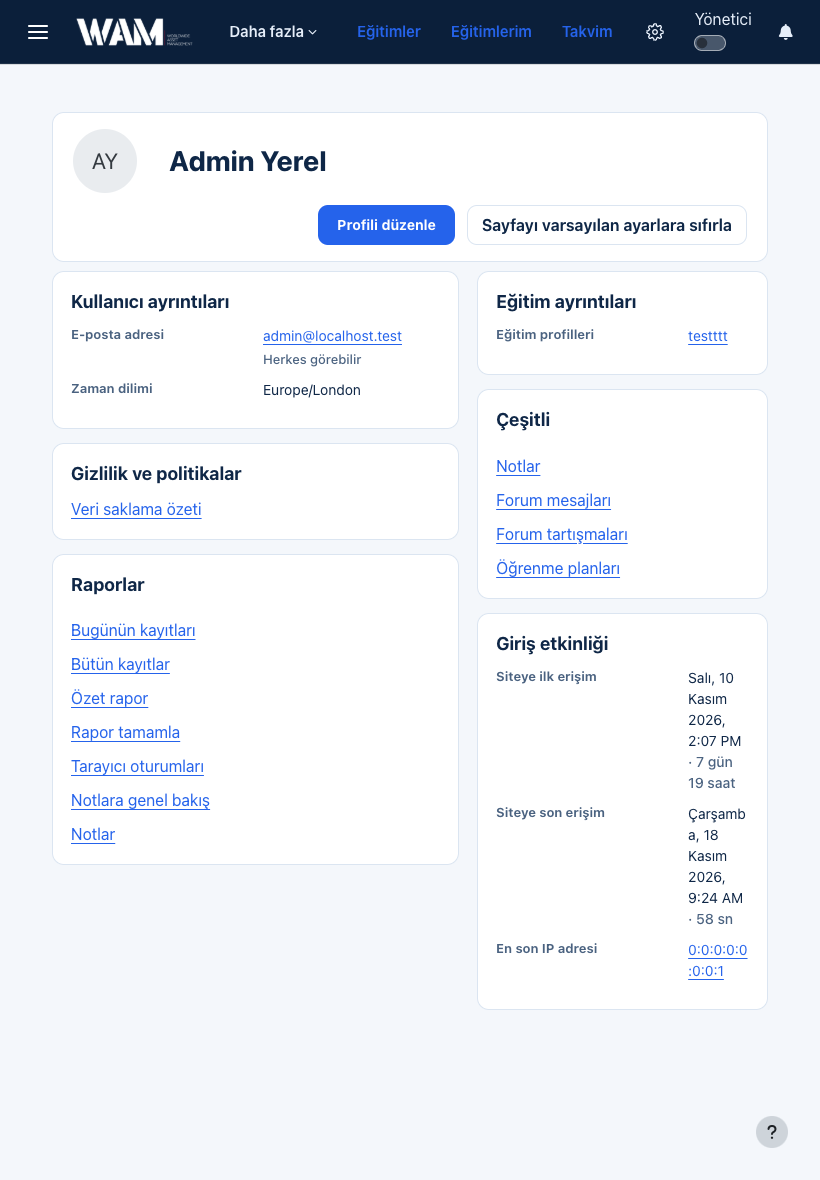 WAM WORLDWIDE ASSET MANAGEMENT
Daha fazla
Eğitimler
Eğitimlerim
Takvim
Yönetici
AY
Admin Yerel
Profili düzenle
Sayfayı varsayılan ayarlara sıfırla
Kullanıcı ayrıntıları
E-posta adresi
admin@localhost.test
Herkes görebilir
Zaman dilimi
Europe/London
Gizlilik ve politikalar
Veri saklama özeti
Raporlar
Bugünün kayıtları
Bütün kayıtlar
Özet rapor
Rapor tamamla
Tarayıcı oturumları
Notlara genel bakış
Notlar
Eğitim ayrıntıları
Eğitim profilleri
testttt
Çeşitli
Notlar
Forum mesajları
Forum tartışmaları
Öğrenme planları
Giriş etkinliği
Siteye ilk erişim
Salı, 10
Kasım
2026,
2:07 PM
· 7 gün
19 saat
Siteye son erişim
Çarşamb
a, 18
Kasım
2026,
9:24 AM
· 58 sn
En son IP adresi
0:0:0:0:0
:0:0:1
?